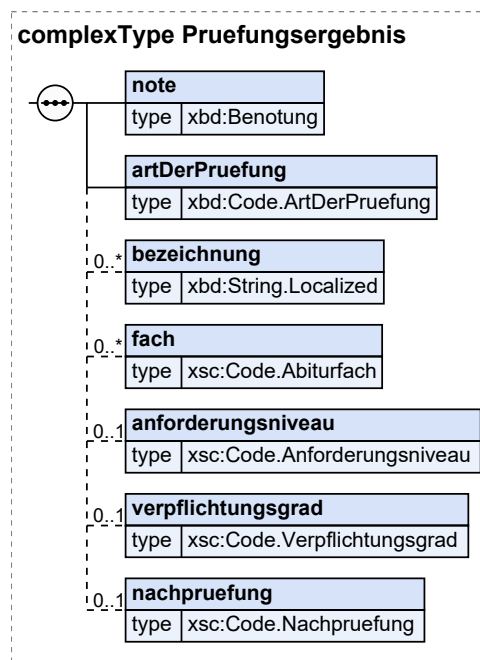 complexType Pruefungsergebnis
note
type xbd:Benotung
artDerPruefung
type xbd:Code.ArtDerPruefung
0..* bezeichnung
type xbd:String.Localized
0..* fach
type xsc:Code.Abiturfach
0..1 anforderungsniveau
type xsc:Code.Anforderungsniveau
0..1 verpflichtungsgrad
type xsc:Code.Verpflichtungsgrad
0..1 nachpruefung
type xsc:Code.Nachpruefung